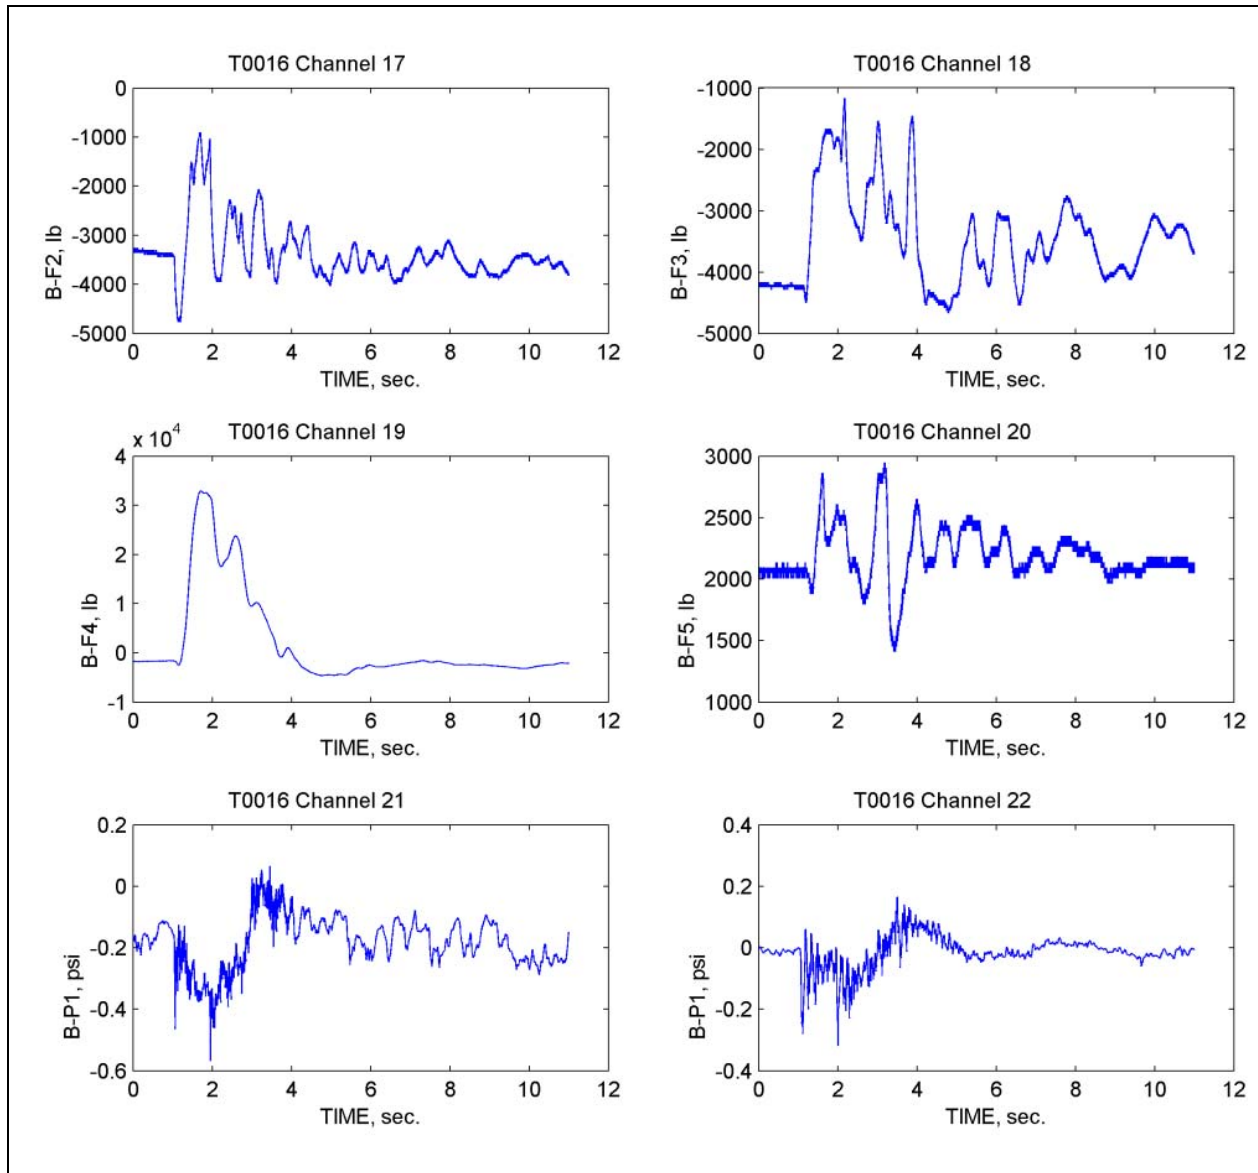 T0016 Channel 17
0
-1000
-2000
-3000
-4000
-5000
B-F2, lb
0 2 4 6 8 10 12
TIME, sec.
T0016 Channel 18
-1000
-2000
-3000
-4000
-5000
B-F3, lb
0 2 4 6 8 10 12
TIME, sec.
T0016 Channel 19
x 10^4
4
3
2
1
0
-1
B-F4, lb
0 2 4 6 8 10 12
TIME, sec.
T0016 Channel 20
3000
2500
2000
1500
1000
B-F5, lb
0 2 4 6 8 10 12
TIME, sec.
T0016 Channel 21
0.2
0
-0.2
-0.4
-0.6
B-P1, psi
0 2 4 6 8 10 12
TIME, sec.
T0016 Channel 22
0.4
0.2
0
-0.2
-0.4
B-P1, psi
0 2 4 6 8 10 12
TIME, sec.